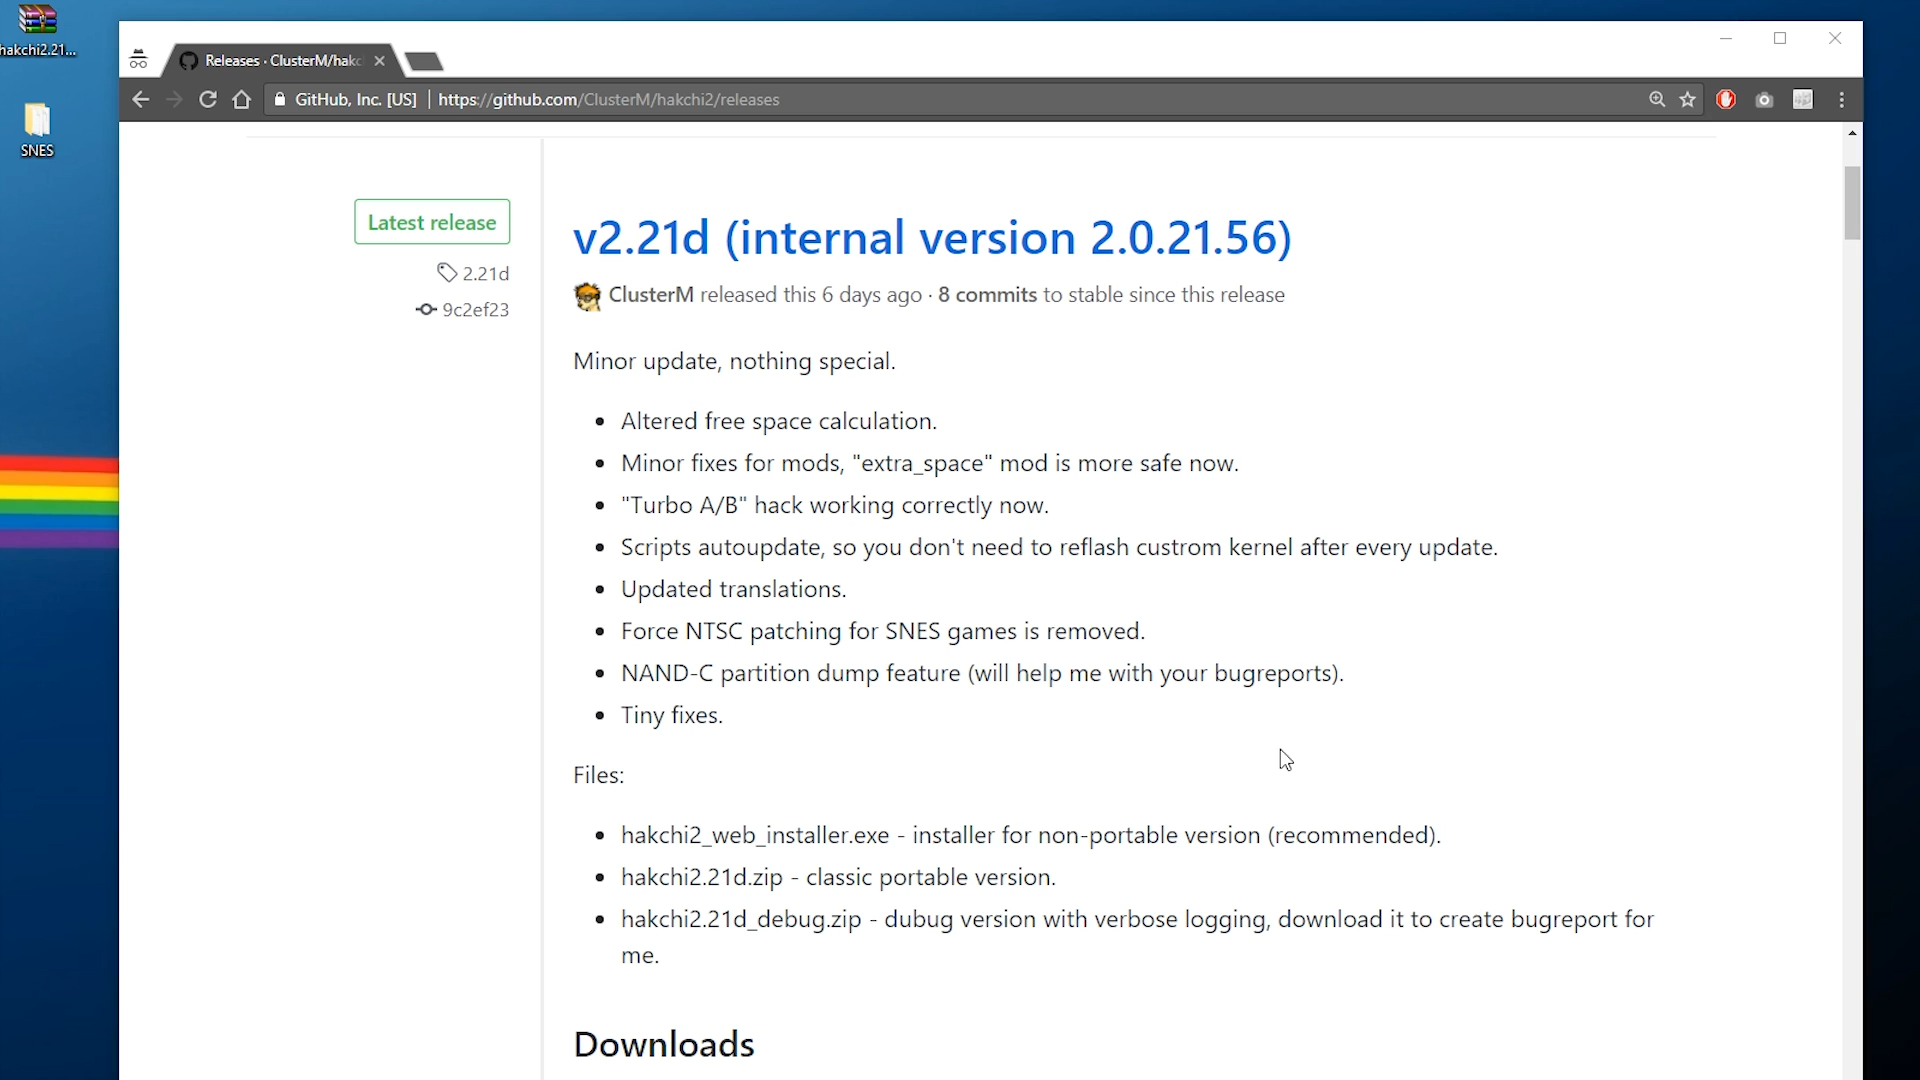 hakchi2.21...
SNES
Releases · ClusterM/hakc
GitHub, Inc. [US] https://github.com/ClusterM/hakchi2/releases
Latest release
2.21d
9c2ef23
v2.21d (internal version 2.0.21.56)
ClusterM released this 6 days ago · 8 commits to stable since this release
Minor update, nothing special.
Altered free space calculation.
Minor fixes for mods, "extra_space" mod is more safe now.
"Turbo A/B" hack working correctly now.
Scripts autoupdate, so you don't need to reflash custrom kernel after every update.
Updated translations.
Force NTSC patching for SNES games is removed.
NAND-C partition dump feature (will help me with your bugreports).
Tiny fixes.
Files:
hakchi2_web_installer.exe - installer for non-portable version (recommended).
hakchi2.21d.zip - classic portable version.
hakchi2.21d_debug.zip - dubug version with verbose logging, download it to create bugreport for
me.
Downloads